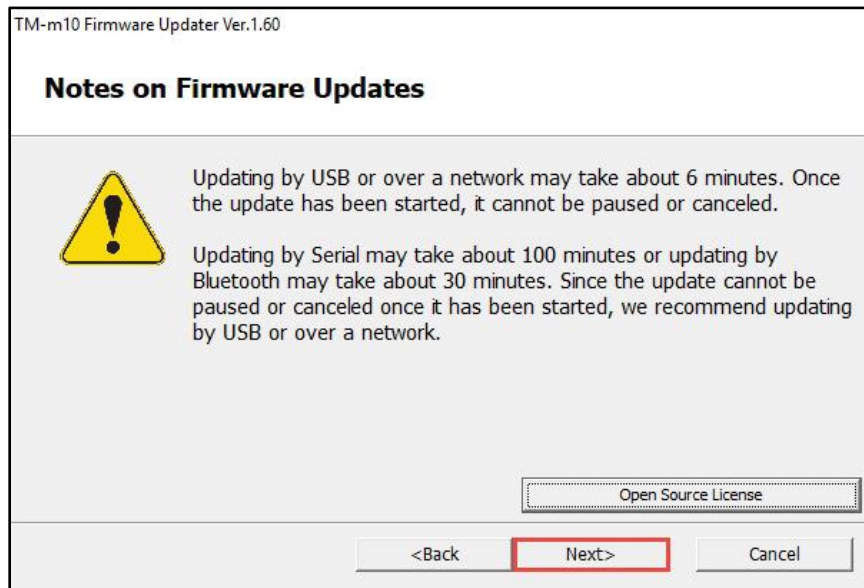 TM-m10 Firmware Updater Ver.1.60
Notes on Firmware Updates
Updating by USB or over a network may take about 6 minutes. Once
the update has been started, it cannot be paused or canceled.
Updating by Serial may take about 100 minutes or updating by
Bluetooth may take about 30 minutes. Since the update cannot be
paused or canceled once it has been started, we recommend updating
by USB or over a network.
Open Source License
<Back
Next>
Cancel